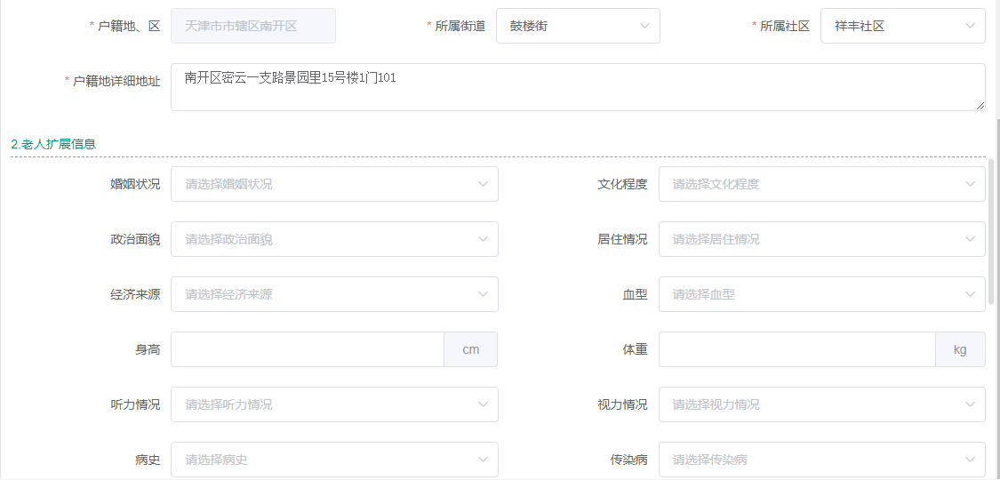 * 户籍地、区 天津市市辖区南开区 * 所属街道 鼓楼街 * 所属社区 祥丰社区
* 户籍地详细地址 南开区密云一支路景园里15号楼1门101
2.老人扩展信息
婚姻状况 请选择婚姻状况 文化程度 请选择文化程度
政治面貌 请选择政治面貌 居住情况 请选择居住情况
经济来源 请选择经济来源 血型 请选择血型
身高 cm 体重 kg
听力情况 请选择听力情况 视力情况 请选择视力情况
病史 请选择病史 传染病 请选择传染病